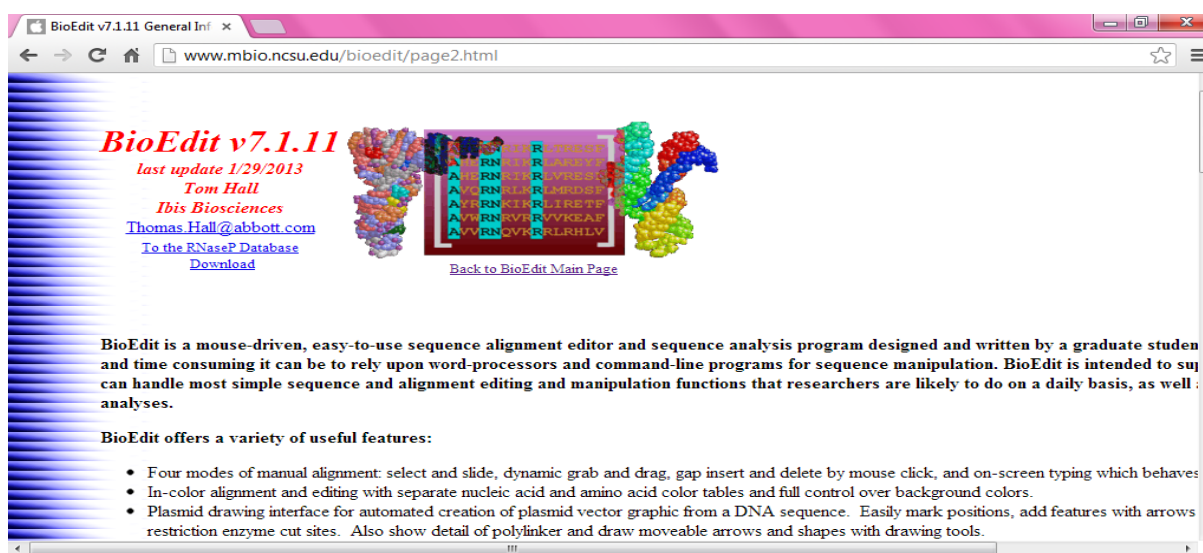 BioEdit v7.1.11 General Inf
www.mbio.ncsu.edu/bioedit/page2.html
BioEdit v7.1.11
last update 1/29/2013
Tom Hall
Ibis Biosciences
Thomas.Hall@abbott.com
To the RNaseP Database
Download
AHERNRIKRLAREYF
AHERNRIKRLVRESF
AVQRNRLKRLMRDSF
AYRRNKIKRLIRETF
AVWRNRVRRVVKEAF
AVVRNQVKRRLRHLV
Back to BioEdit Main Page
BioEdit is a mouse-driven, easy-to-use sequence alignment editor and sequence analysis program designed and written by a graduate studen
and time consuming it can be to rely upon word-processors and command-line programs for sequence manipulation. BioEdit is intended to su
can handle most simple sequence and alignment editing and manipulation functions that researchers are likely to do on a daily basis, as well
analyses.
BioEdit offers a variety of useful features:
• Four modes of manual alignment: select and slide, dynamic grab and drag, gap insert and delete by mouse click, and on-screen typing which behaves
• In-color alignment and editing with separate nucleic acid and amino acid color tables and full control over background colors.
• Plasmid drawing interface for automated creation of plasmid vector graphic from a DNA sequence. Easily mark positions, add features with arrows
restriction enzyme cut sites. Also show detail of polylinker and draw moveable arrows and shapes with drawing tools.